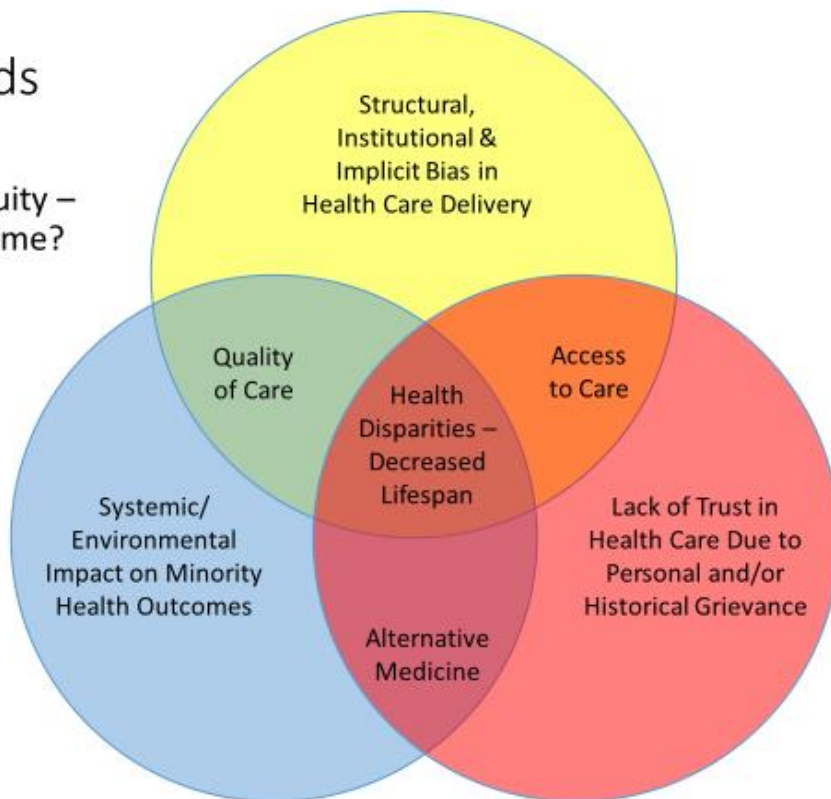 ds
uity –
me?
Structural,
Institutional &
Implicit Bias in
Health Care Delivery
Quality
of Care
Access
to Care
Health
Disparities –
Decreased
Lifespan
Systemic/
Environmental
Impact on Minority
Health Outcomes
Lack of Trust in
Health Care Due to
Personal and/or
Historical Grievance
Alternative
Medicine